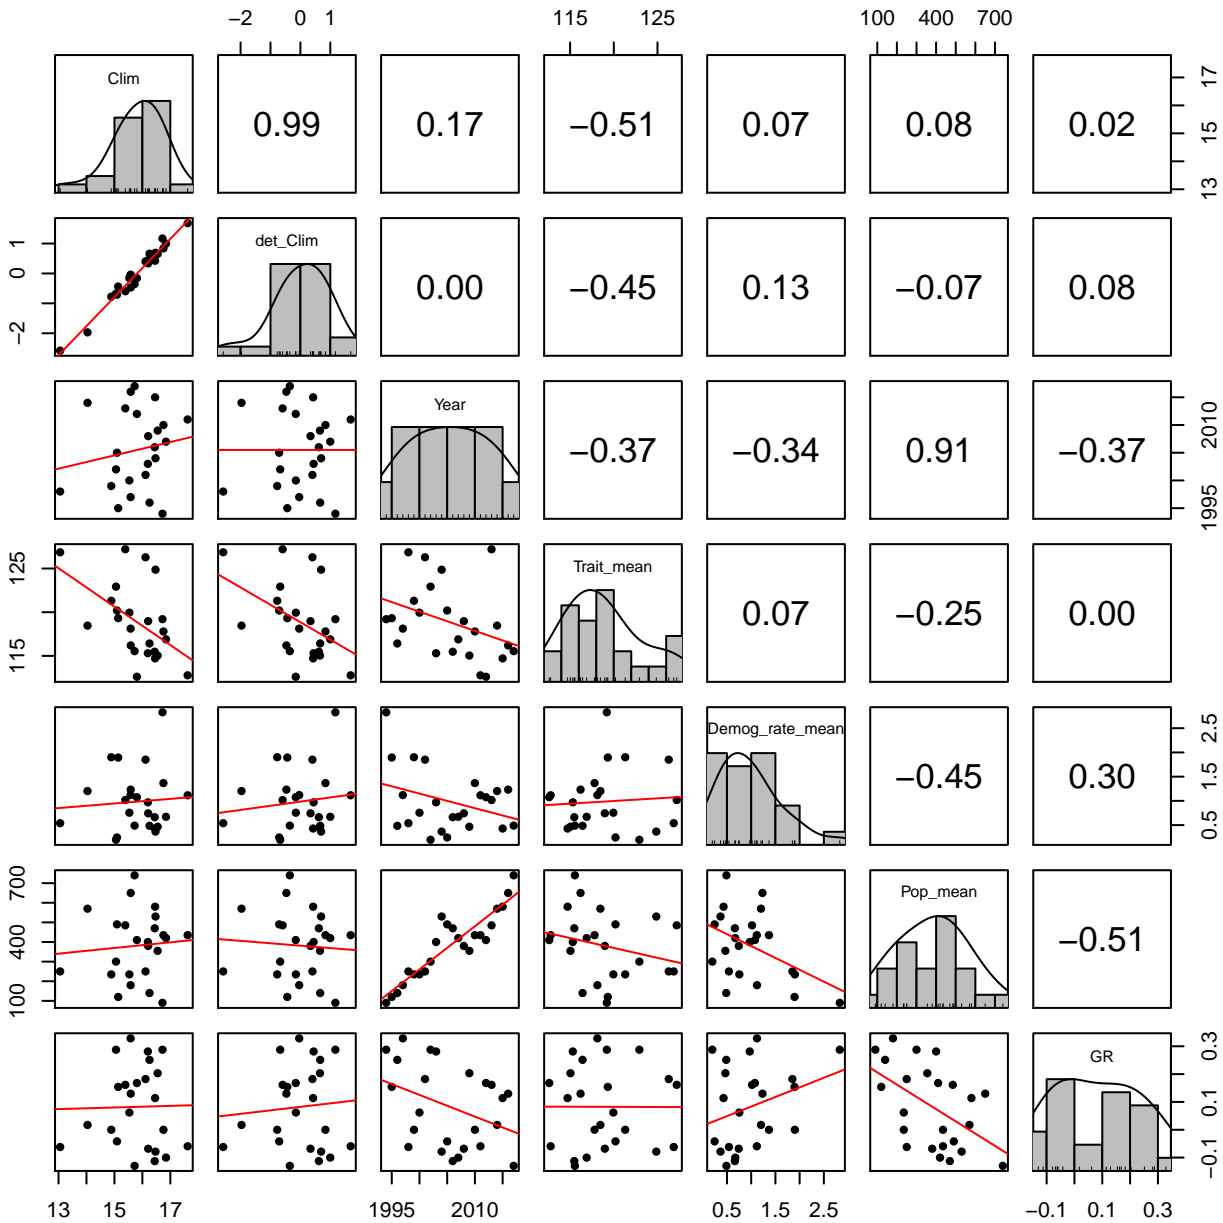 −2 0 1 115 125 100 400 700
Clim 0.99 0.17 −0.51 0.07 0.08 0.02 13 15 17
−2 0 1 det_Clim 0.00 −0.45 0.13 −0.07 0.08
Year −0.37 −0.34 0.91 −0.37 1995 2010
115 125 Trait_mean 0.07 −0.25 0.00
Demog_rate_mean −0.45 0.30 0.5 1.5 2.5
100 400 700 Pop_mean −0.51
GR −0.1 0.1 0.3
13 15 17 1995 2010 0.5 1.5 2.5 −0.1 0.1 0.3